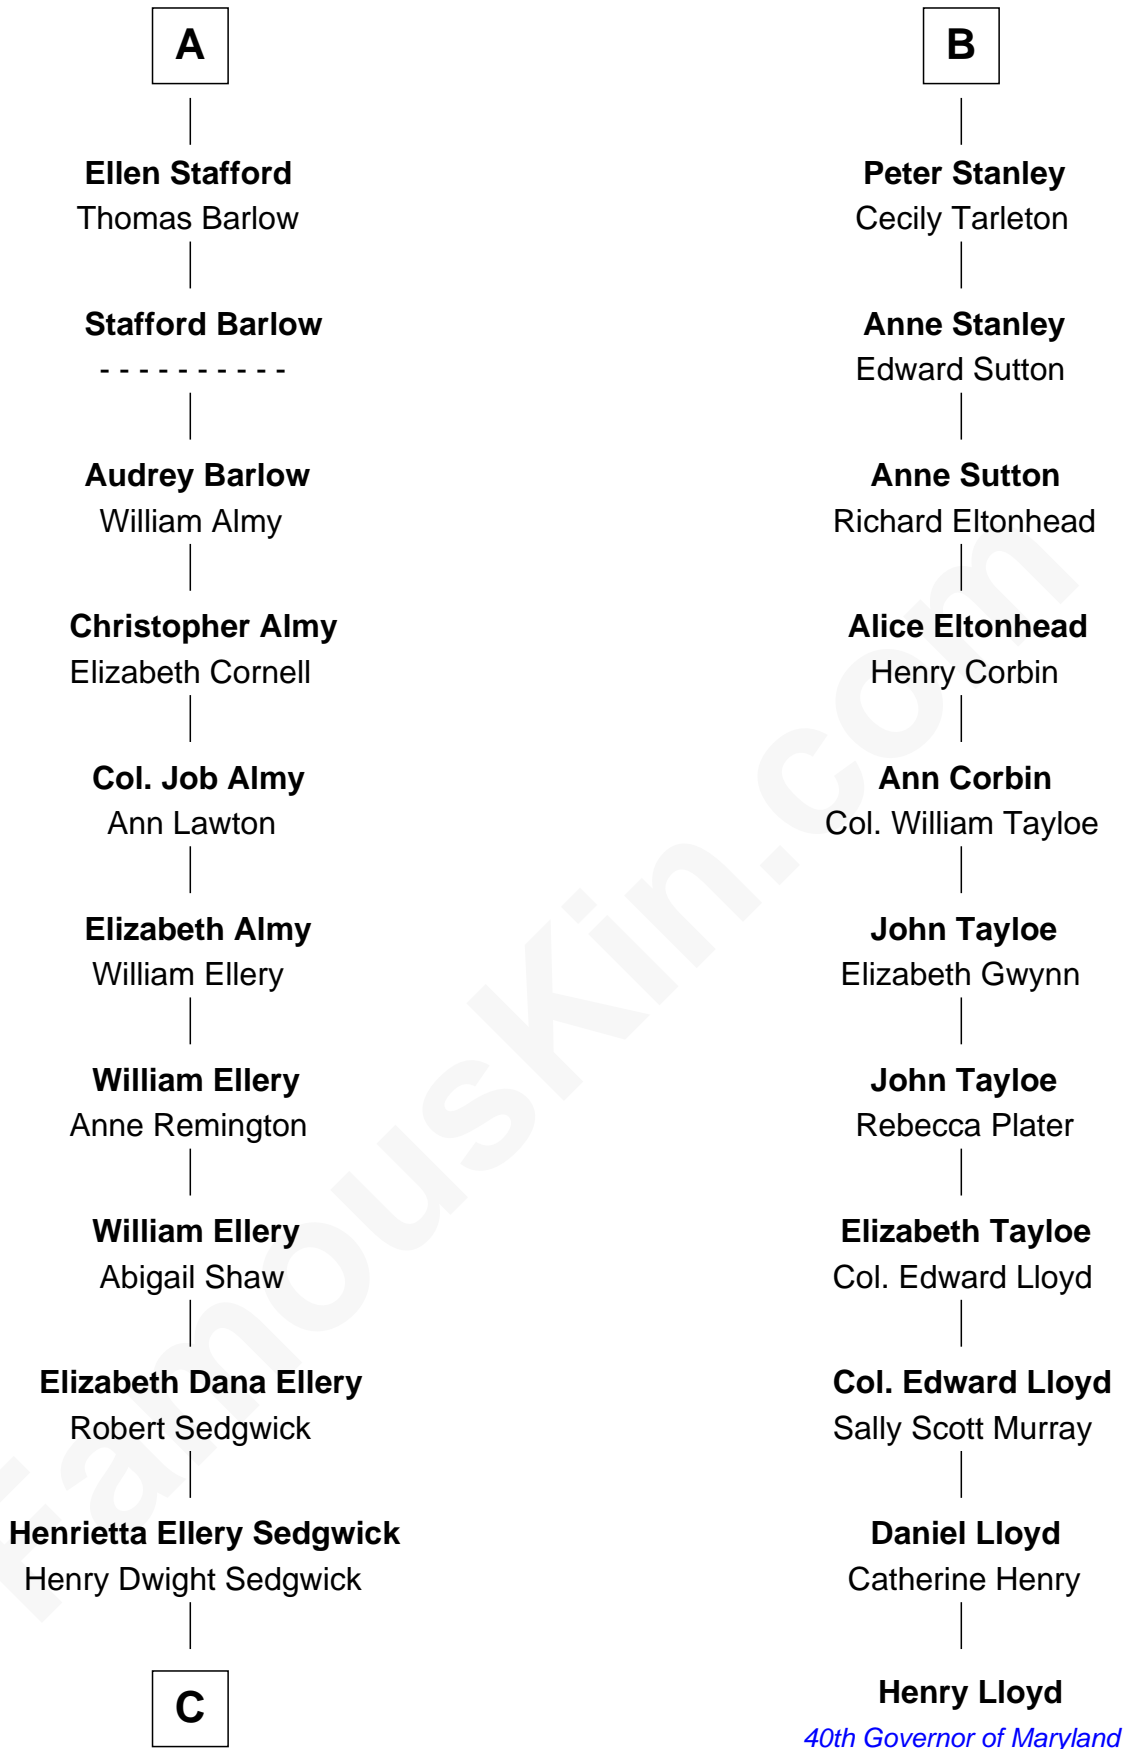 A
Ellen Stafford
Thomas Barlow
Stafford Barlow
- - - - - - - - - -
Audrey Barlow
William Almy
Christopher Almy
Elizabeth Cornell
Col. Job Almy
Ann Lawton
Elizabeth Almy
William Ellery
William Ellery
Anne Remington
William Ellery
Abigail Shaw
Elizabeth Dana Ellery
Robert Sedgwick
Henrietta Ellery Sedgwick
Henry Dwight Sedgwick
C
B
Peter Stanley
Cecily Tarleton
Anne Stanley
Edward Sutton
Anne Sutton
Richard Eltonhead
Alice Eltonhead
Henry Corbin
Ann Corbin
Col. William Tayloe
John Tayloe
Elizabeth Gwynn
John Tayloe
Rebecca Plater
Elizabeth Tayloe
Col. Edward Lloyd
Col. Edward Lloyd
Sally Scott Murray
Daniel Lloyd
Catherine Henry
Henry Lloyd
40th Governor of Maryland
FamousKin.com